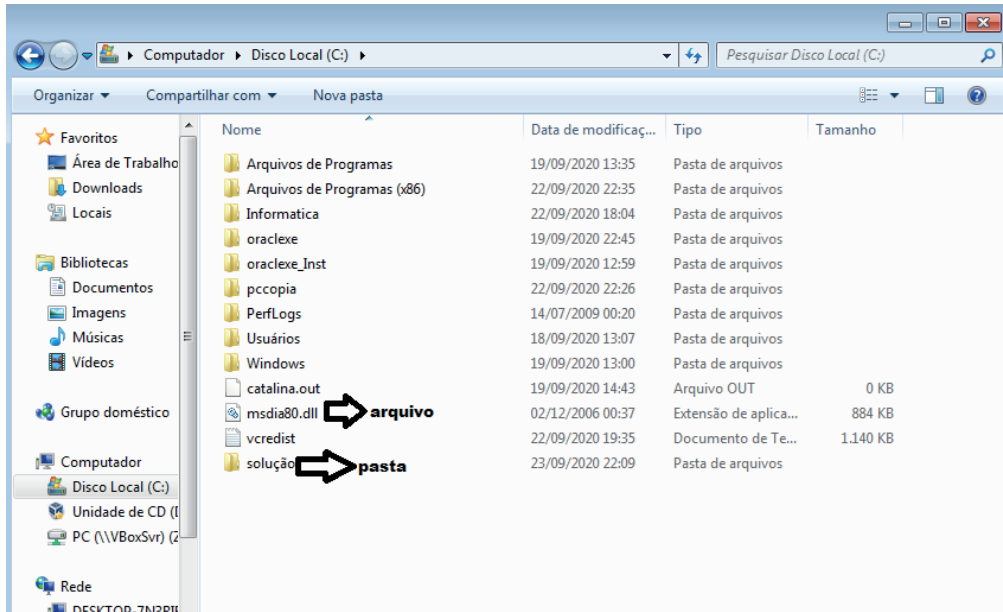 Computador Disco Local (C:)
Pesquisar Disco Local (C:)
Organizar Compartilhar com Nova pasta
Favoritos
Área de Trabalho
Downloads
Locais
Bibliotecas
Documentos
Imagens
Músicas
Vídeos
Grupo doméstico
Computador
Disco Local (C:)
Unidade de CD (
PC (\\VBoxSvr) (Z
Rede
DESKTOP-7N3RIF
Nome Data de modificaç... Tipo Tamanho
Arquivos de Programas 19/09/2020 13:35 Pasta de arquivos
Arquivos de Programas (x86) 22/09/2020 22:35 Pasta de arquivos
Informatica 22/09/2020 18:04 Pasta de arquivos
oraclexe 19/09/2020 22:45 Pasta de arquivos
oraclexe_Inst 19/09/2020 12:59 Pasta de arquivos
pccopia 22/09/2020 22:26 Pasta de arquivos
PerfLogs 14/07/2009 00:20 Pasta de arquivos
Usuários 18/09/2020 13:07 Pasta de arquivos
Windows 19/09/2020 13:00 Pasta de arquivos
catalina.out 19/09/2020 14:43 Arquivo OUT 0 KB
msdia80.dll arquivo 02/12/2006 00:37 Extensão de aplica... 884 KB
vcredist 22/09/2020 19:35 Documento de Te... 1.140 KB
solução pasta 23/09/2020 22:09 Pasta de arquivos